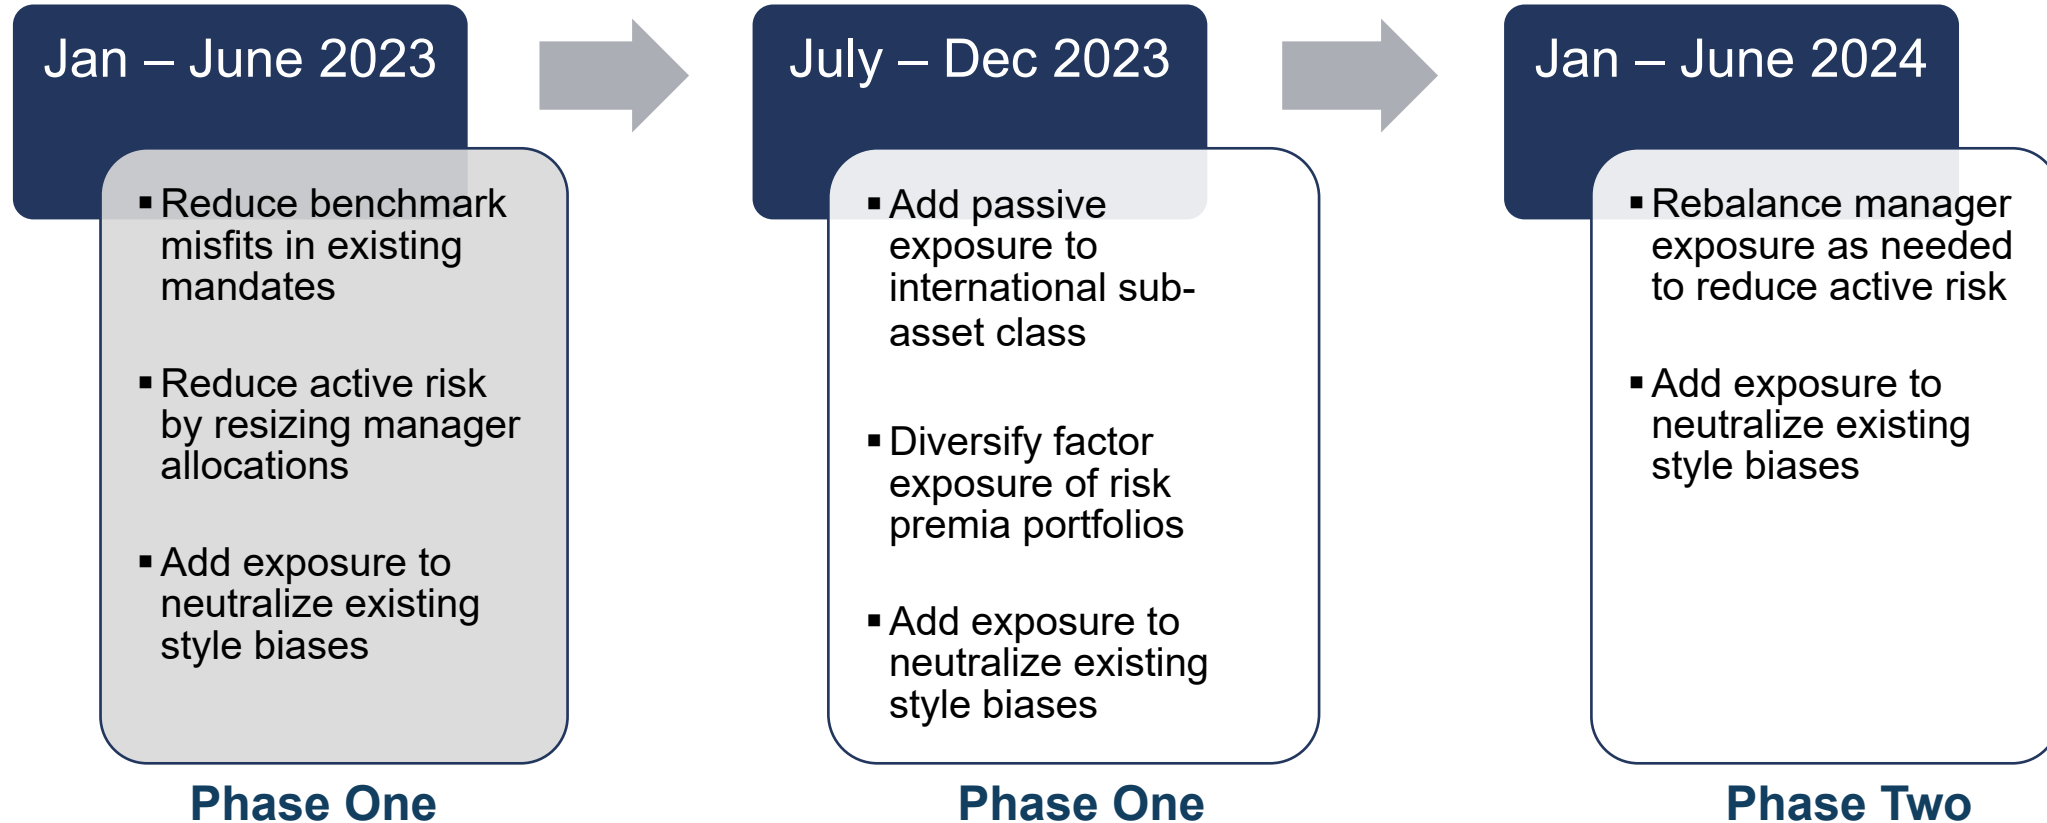 Jan – June 2023
▪ Reduce benchmark
misfits in existing
mandates
▪ Reduce active risk
by resizing manager
allocations
▪ Add exposure to
neutralize existing
style biases
Phase One
July – Dec 2023
▪ Add passive
exposure to
international sub-
asset class
▪ Diversify factor
exposure of risk
premia portfolios
▪ Add exposure to
neutralize existing
style biases
Phase One
Jan – June 2024
▪ Rebalance manager
exposure as needed
to reduce active risk
▪ Add exposure to
neutralize existing
style biases
Phase Two